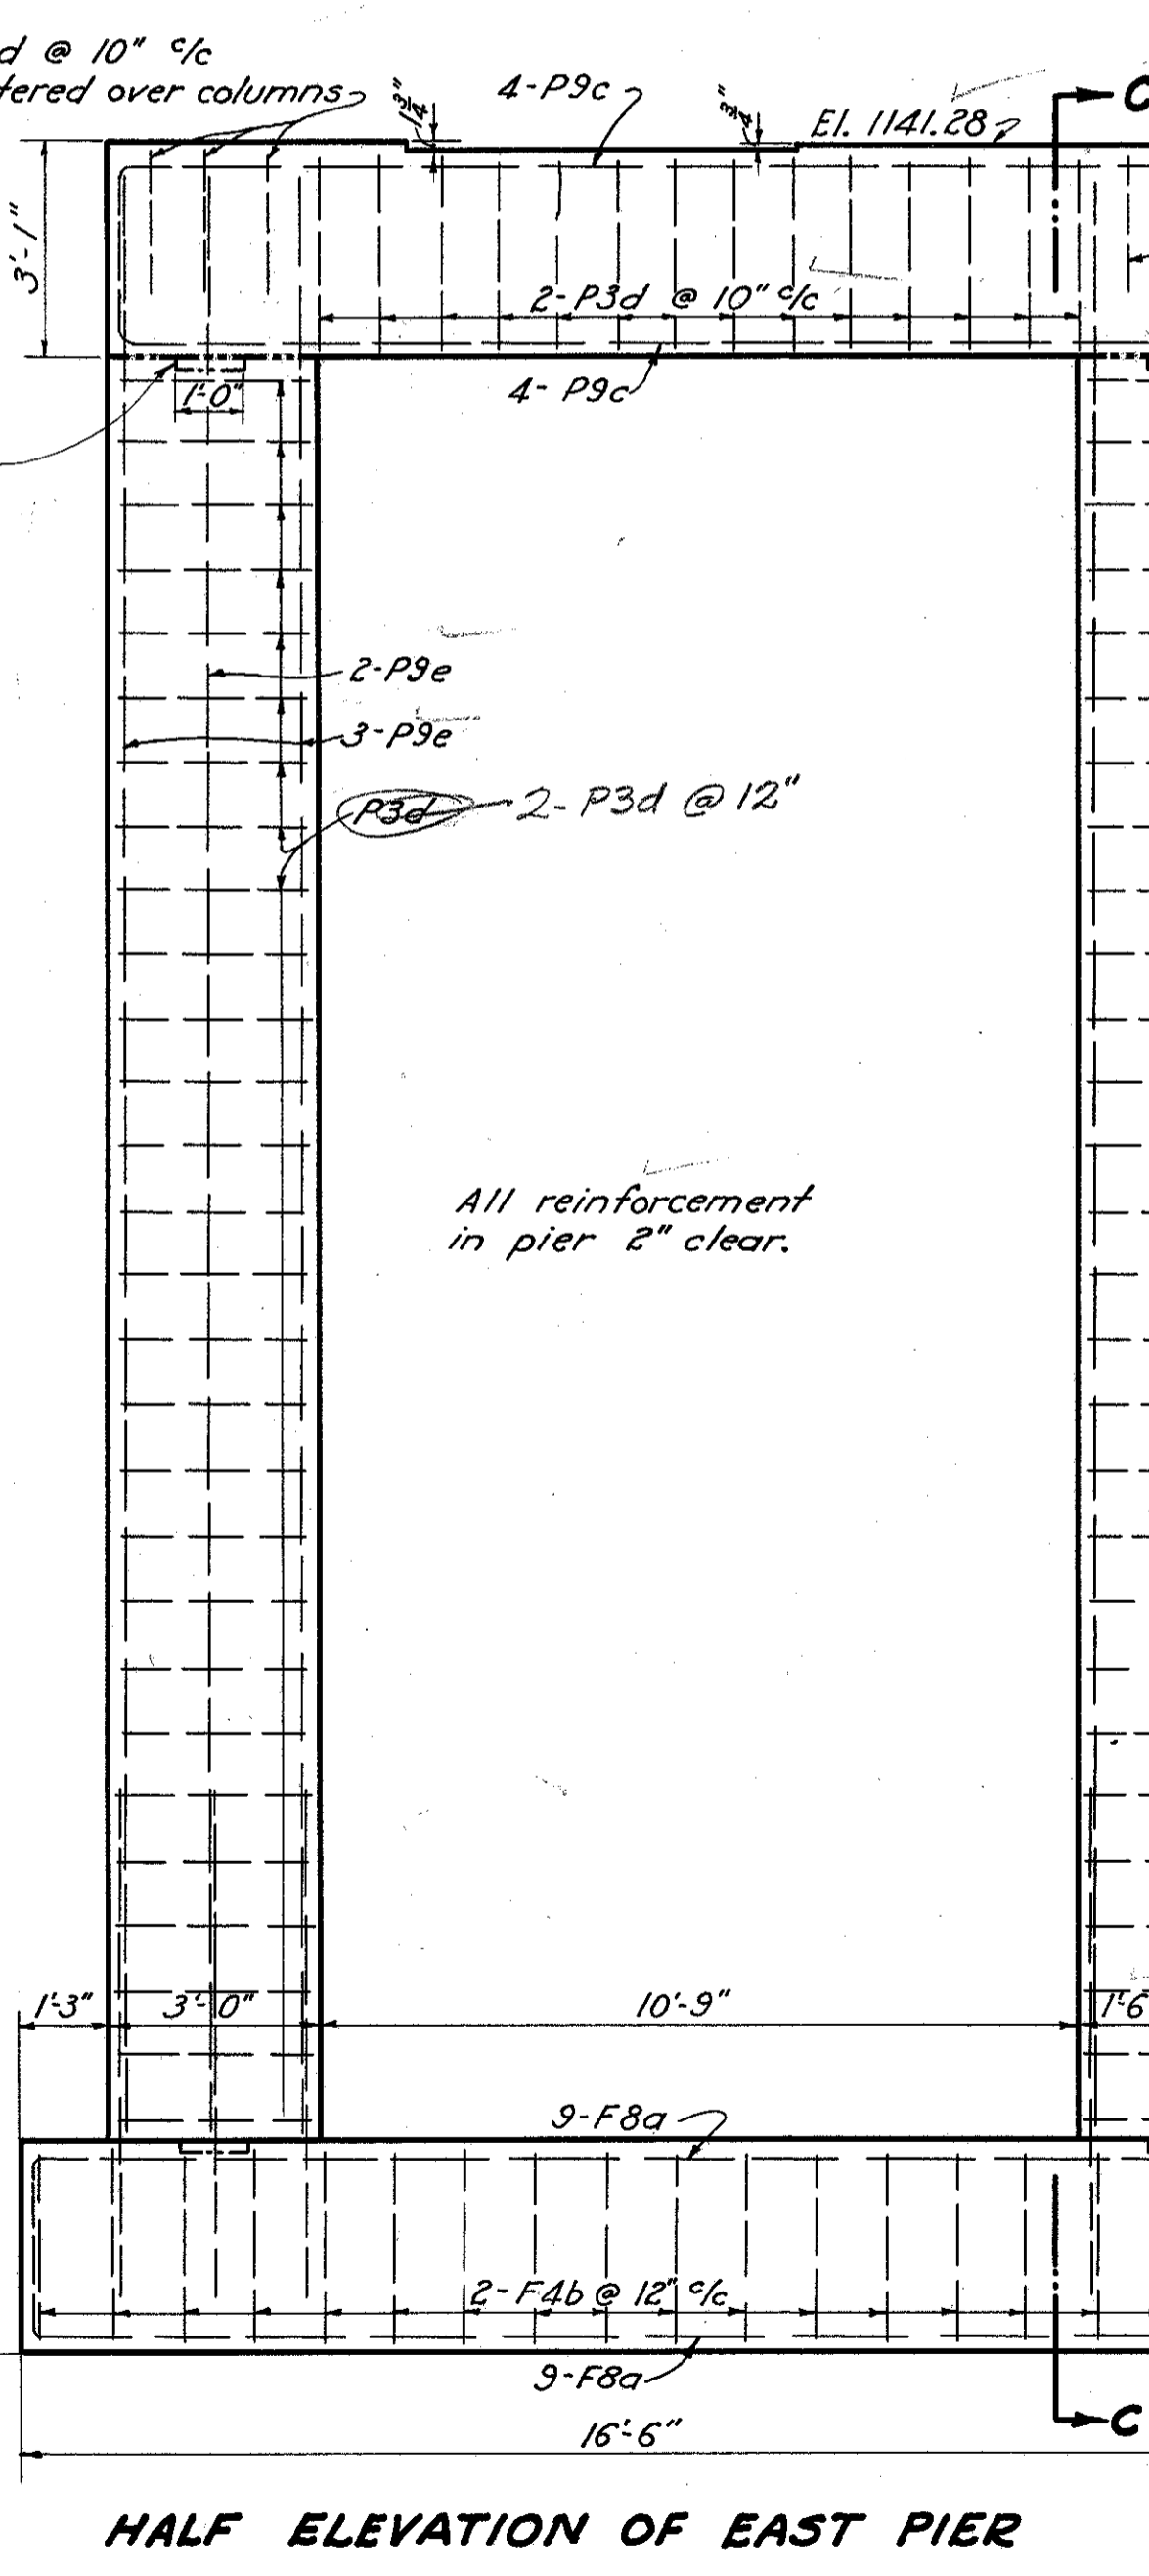 d @ 10" c/c
tered over columns
1 3/4"
4-P9c
3/4"
El. 1141.28
C
3'-1"
2-P3d @ 10" c/c
4-P9c
1'-0"
2-P9e
3-P9e
P3d
2-P3d @ 12"
All reinforcement
in pier 2" clear.
1'-3"
3'-0"
10'-9"
1'-6
9-F8a
2-F4b @ 12" c/c
9-F8a
16'-6"
C
HALF ELEVATION OF EAST PIER